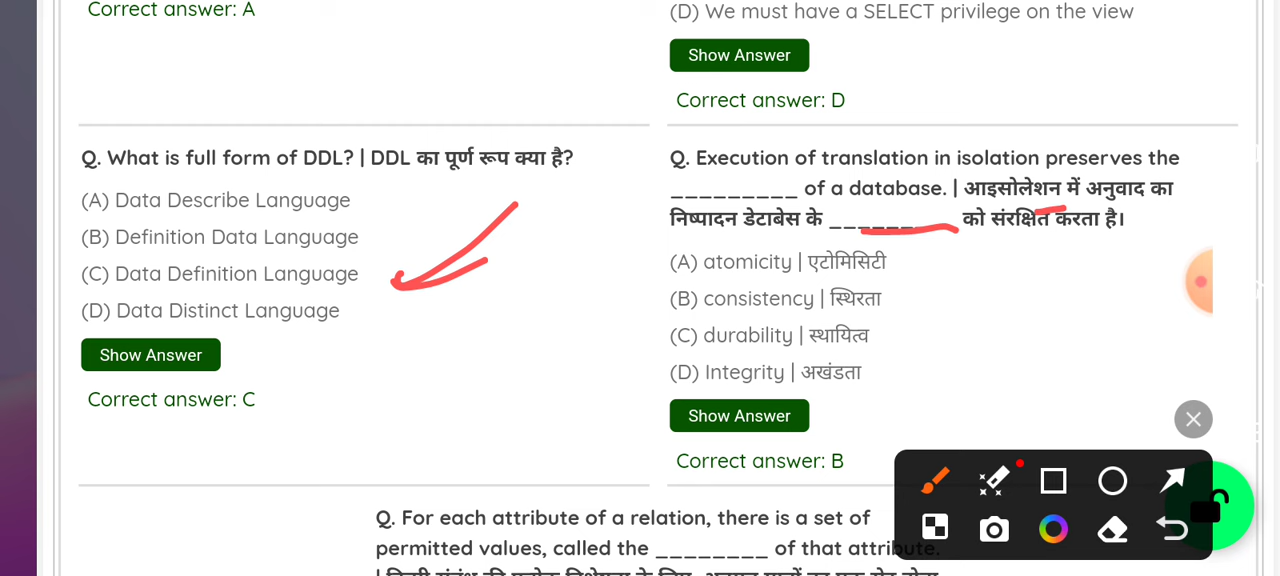 Correct answer: A
(D) We must have a SELECT privilege on the view
Show Answer
Correct answer: D
Q. What is full form of DDL? | DDL का पूर्ण रूप क्या है?
(A) Data Describe Language
(B) Definition Data Language
(C) Data Definition Language
(D) Data Distinct Language
Show Answer
Correct answer: C
Q. Execution of translation in isolation preserves the
_________ of a database. | आइसोलेशन में अनुवाद का
निष्पादन डेटाबेस के _________ को संरक्षित करता है।
(A) atomicity | एटोमिसिटी
(B) consistency | स्थिरता
(C) durability | स्थायित्व
(D) Integrity | अखंडता
Show Answer
Correct answer: B
Q. For each attribute of a relation, there is a set of
permitted values, called the ________ of that attribute.